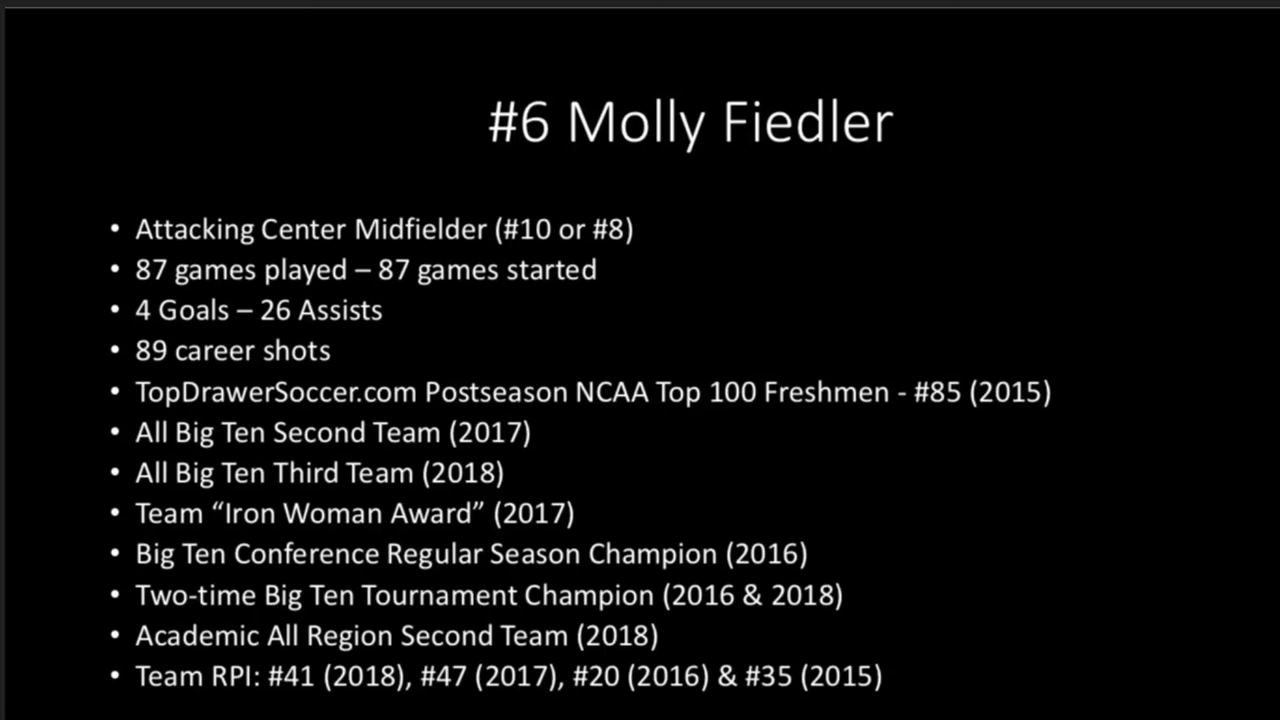 #6 Molly Fiedler
• Attacking Center Midfielder (#10 or #8)
• 87 games played – 87 games started
• 4 Goals – 26 Assists
• 89 career shots
• TopDrawerSoccer.com Postseason NCAA Top 100 Freshmen - #85 (2015)
• All Big Ten Second Team (2017)
• All Big Ten Third Team (2018)
• Team “Iron Woman Award” (2017)
• Big Ten Conference Regular Season Champion (2016)
• Two-time Big Ten Tournament Champion (2016 & 2018)
• Academic All Region Second Team (2018)
• Team RPI: #41 (2018), #47 (2017), #20 (2016) & #35 (2015)